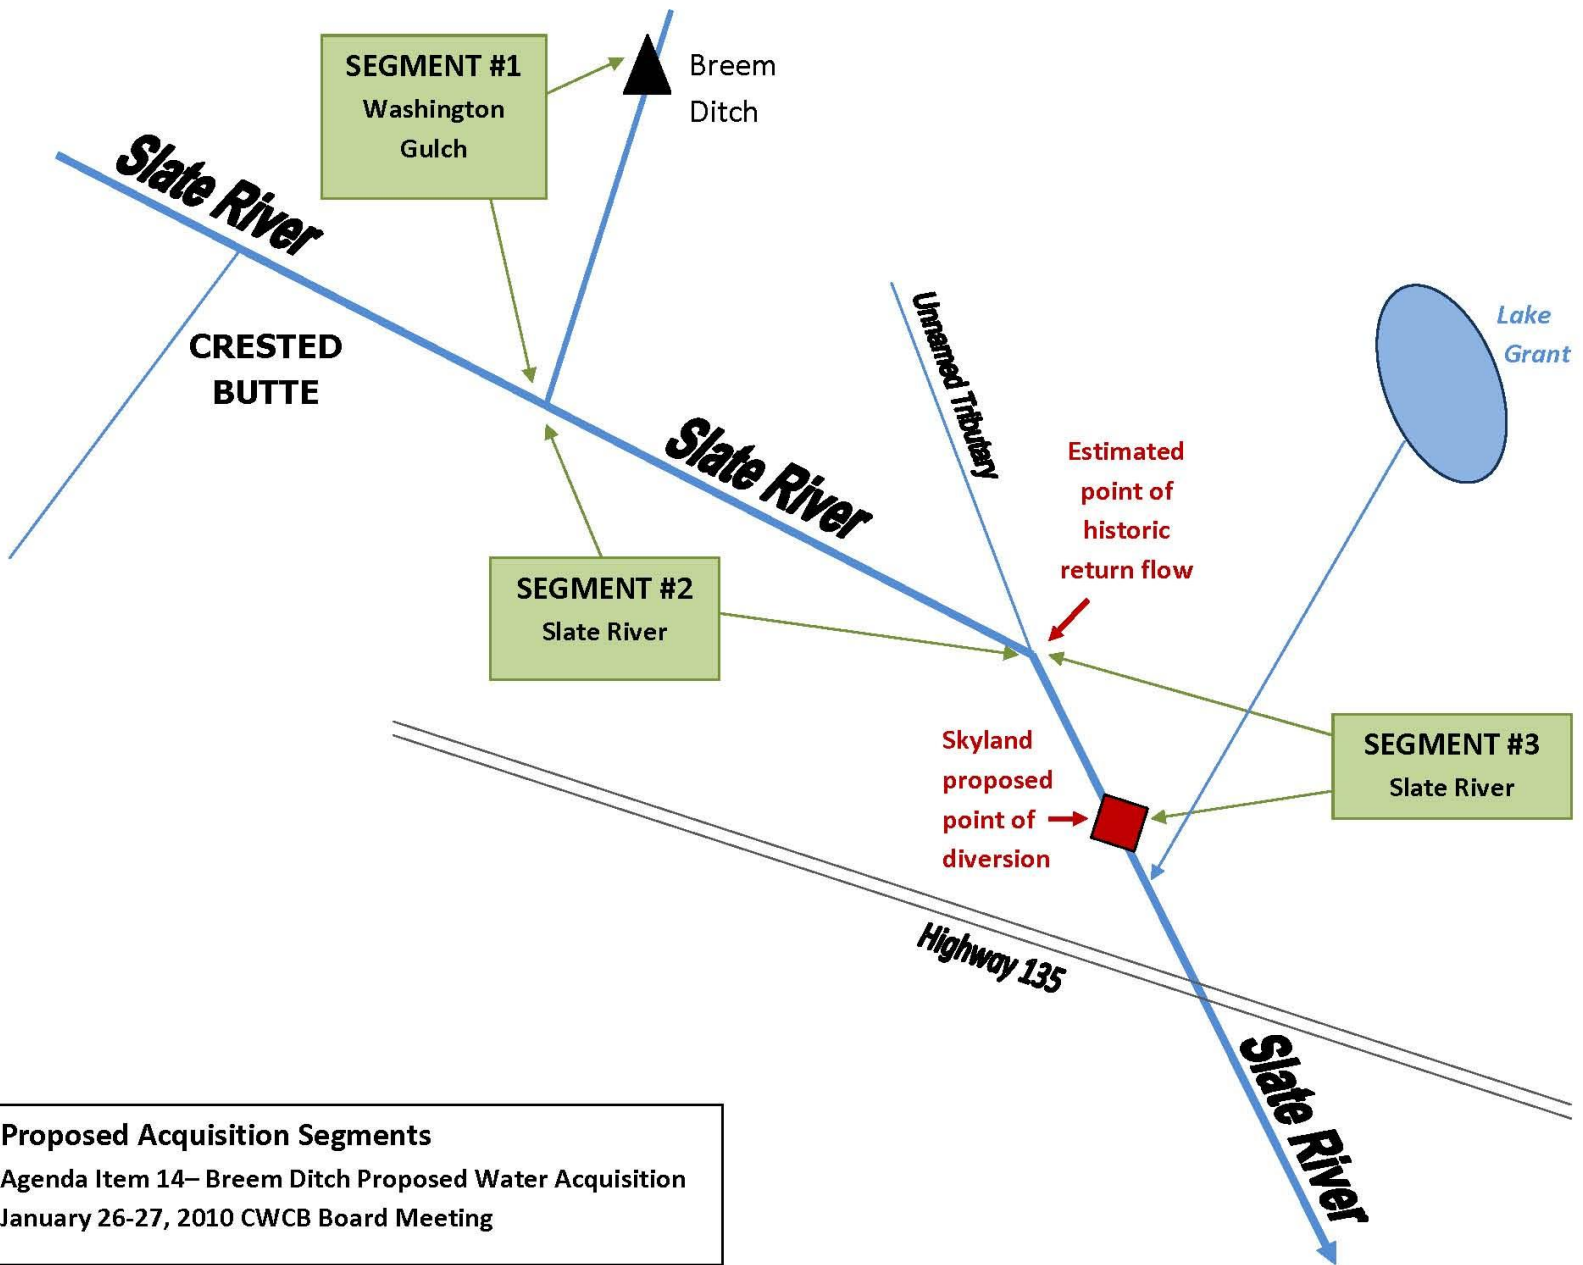 SEGMENT #1
Washington
Gulch
Breem
Ditch
Slate River
CRESTED
BUTTE
Unnamed Tributary
Lake
Grant
Slate River
Estimated
point of
historic
return flow
SEGMENT #2
Slate River
SEGMENT #3
Slate River
Skyland
proposed
point of
diversion
Highway 135
Slate River
Proposed Acquisition Segments
Agenda Item 14– Breem Ditch Proposed Water Acquisition
January 26-27, 2010 CWCB Board Meeting